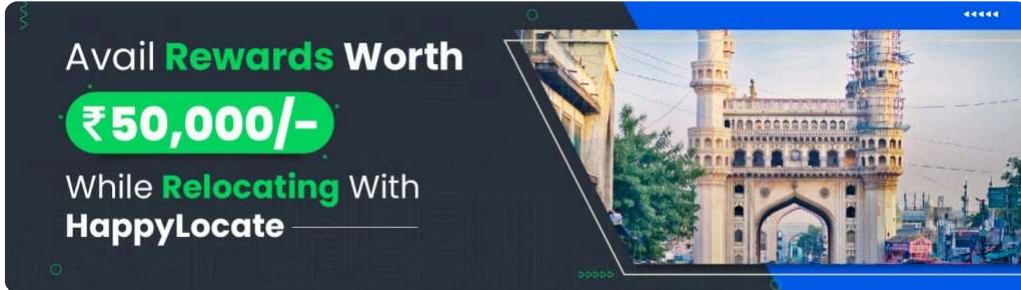 Avail Rewards Worth
₹50,000/-
While Relocating With
HappyLocate